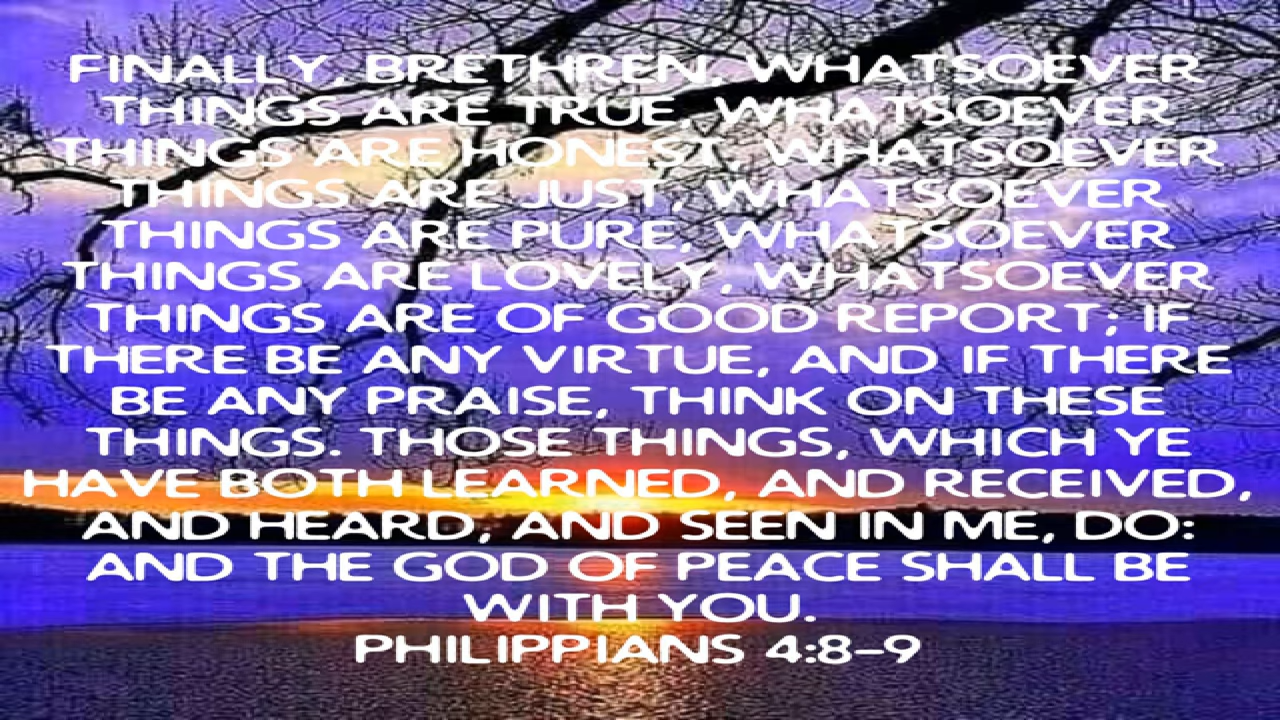 FINALLY, BRETHREN, WHATSOEVER
THINGS ARE TRUE, WHATSOEVER
THINGS ARE HONEST, WHATSOEVER
THINGS ARE JUST, WHATSOEVER
THINGS ARE PURE, WHATSOEVER
THINGS ARE LOVELY, WHATSOEVER
THINGS ARE OF GOOD REPORT; IF
THERE BE ANY VIRTUE, AND IF THERE
BE ANY PRAISE, THINK ON THESE
THINGS. THOSE THINGS, WHICH YE
HAVE BOTH LEARNED, AND RECEIVED,
AND HEARD, AND SEEN IN ME, DO:
AND THE GOD OF PEACE SHALL BE
WITH YOU.
PHILIPPIANS 4:8-9